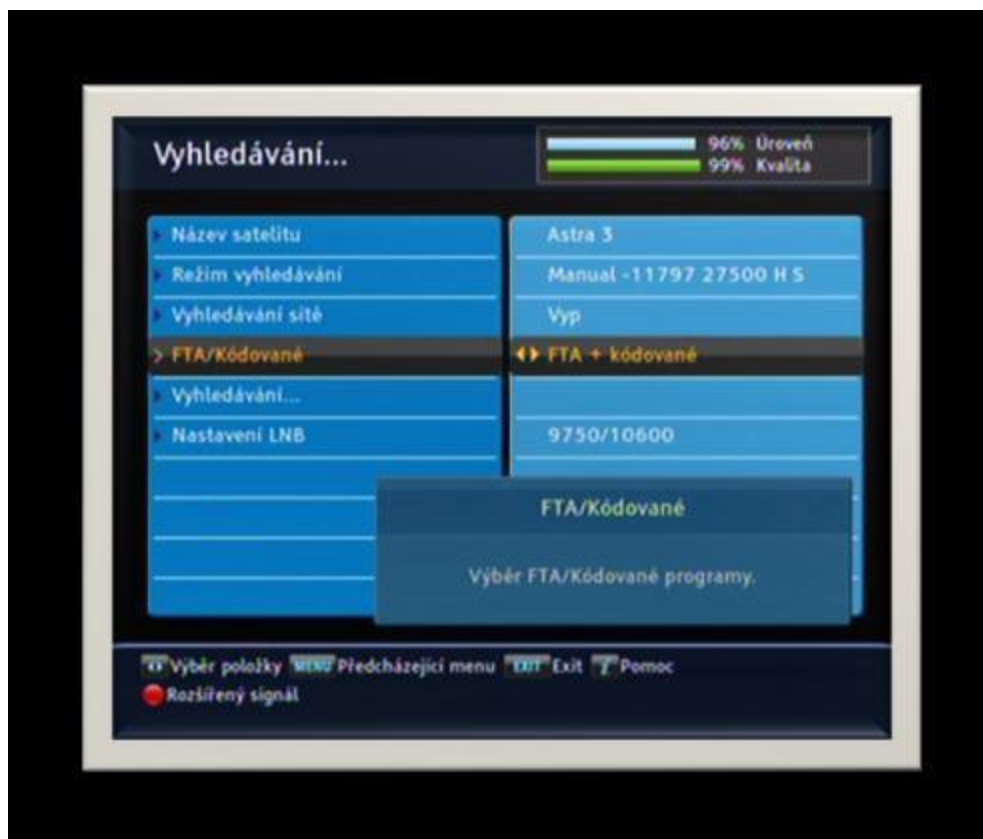 Vyhledávání...
96% Úroveň
99% Kvalita
Název satelitu Astra 3
Režim vyhledávání Manual -11797 27500 H S
Vyhledávání sítě Vyp
FTA/Kódované FTA + kódované
Vyhledávání...
Nastavení LNB 9750/10600
FTA/Kódované
Výběr FTA/Kódované programy.
Výběr položky MENU Předcházející menu EXIT Exit i Pomoc
Rozšířený signál